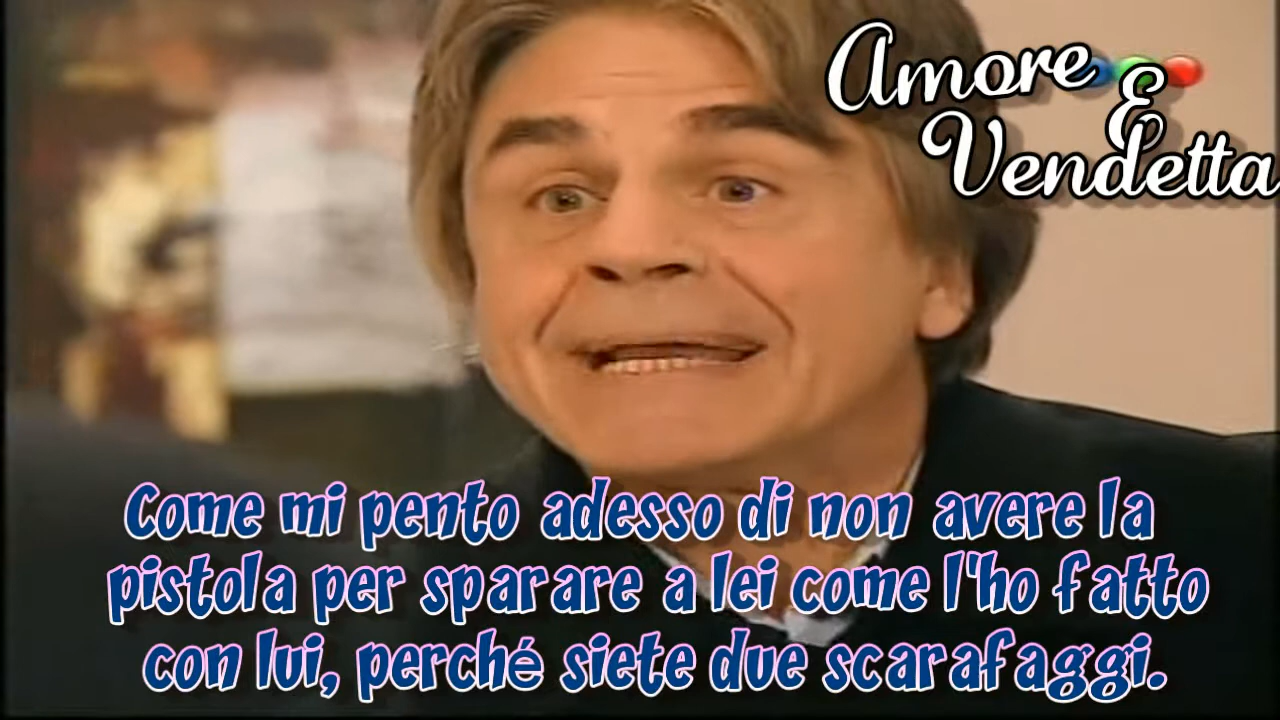 Amore
E
Vendetta
Come mi pento adesso di non avere la
pistola per sparare a lei come l'ho fatto
con lui, perché siete due scarafaggi.